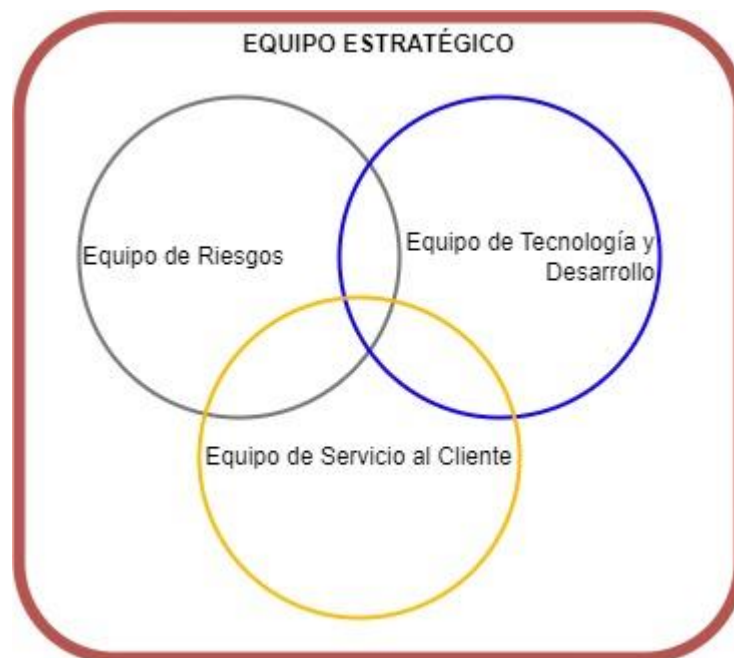 EQUIPO ESTRATÉGICO
Equipo de Riesgos
Equipo de Tecnología y
Desarrollo
Equipo de Servicio al Cliente